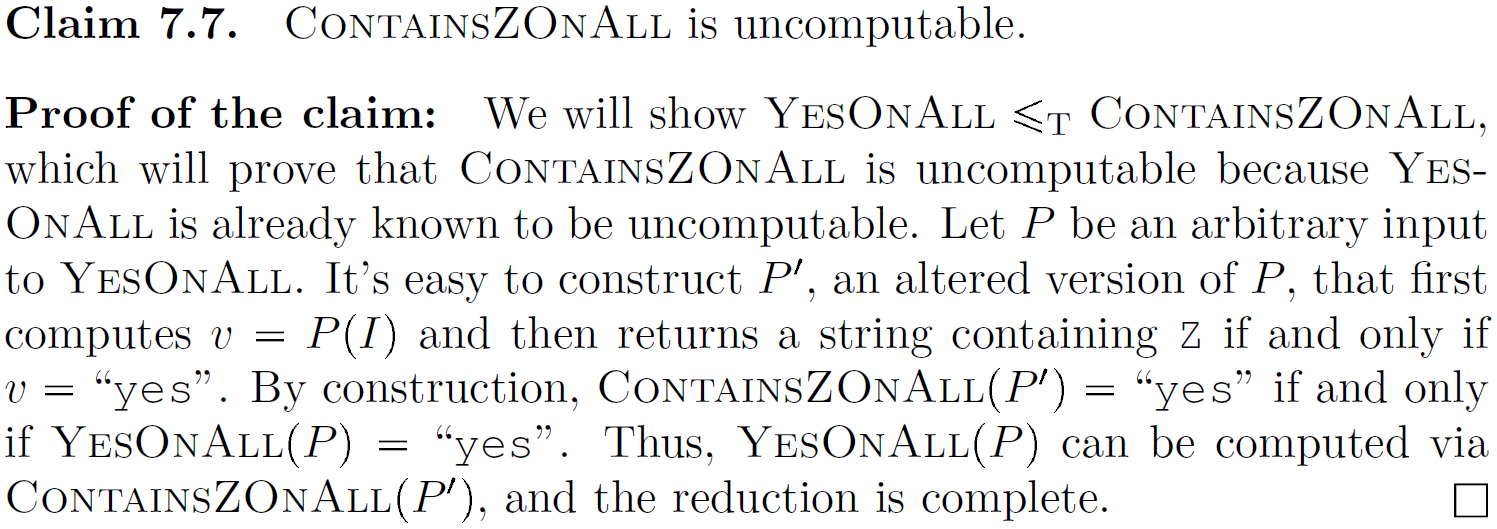 Claim 7.7. CONTAINSZONALL is uncomputable.
Proof of the claim: We will show YESONALL ⩽T CONTAINSZONALL,
which will prove that CONTAINSZONALL is uncomputable because YES-
ONALL is already known to be uncomputable. Let P be an arbitrary input
to YESONALL. It's easy to construct P′, an altered version of P, that first
computes v = P(I) and then returns a string containing Z if and only if
v = “yes”. By construction, CONTAINSZONALL(P′) = “yes” if and only
if YESONALL(P) = “yes”. Thus, YESONALL(P) can be computed via
CONTAINSZONALL(P′), and the reduction is complete. □